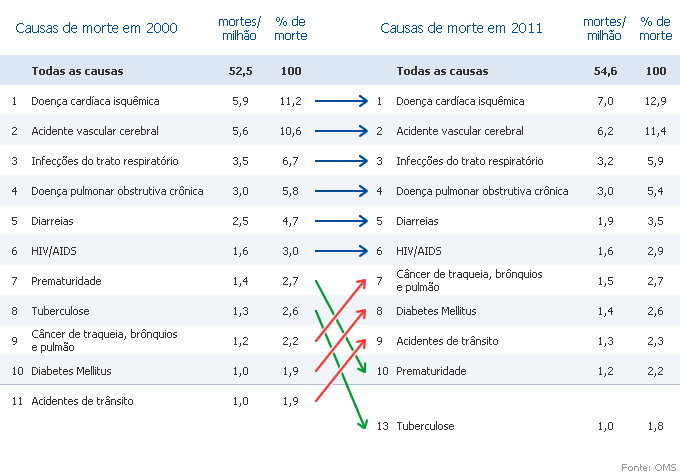 Causas de morte em 2000 mortes/ milhão % de morte Causas de morte em 2011 mortes/ milhão % de morte
Todas as causas 52,5 100 Todas as causas 54,6 100
1 Doença cardíaca isquêmica 5,9 11,2 1 Doença cardíaca isquêmica 7,0 12,9
2 Acidente vascular cerebral 5,6 10,6 2 Acidente vascular cerebral 6,2 11,4
3 Infecções do trato respiratório 3,5 6,7 3 Infecções do trato respiratório 3,2 5,9
4 Doença pulmonar obstrutiva crônica 3,0 5,8 4 Doença pulmonar obstrutiva crônica 3,0 5,4
5 Diarreias 2,5 4,7 5 Diarreias 1,9 3,5
6 HIV/AIDS 1,6 3,0 6 HIV/AIDS 1,6 2,9
7 Prematuridade 1,4 2,7 7 Câncer de traqueia, brônquios e pulmão 1,5 2,7
8 Tuberculose 1,3 2,6 8 Diabetes Mellitus 1,4 2,6
9 Câncer de traqueia, brônquios e pulmão 1,2 2,2 9 Acidentes de trânsito 1,3 2,3
10 Diabetes Mellitus 1,0 1,9 10 Prematuridade 1,2 2,2
11 Acidentes de trânsito 1,0 1,9
13 Tuberculose 1,0 1,8
Fonte: OMS